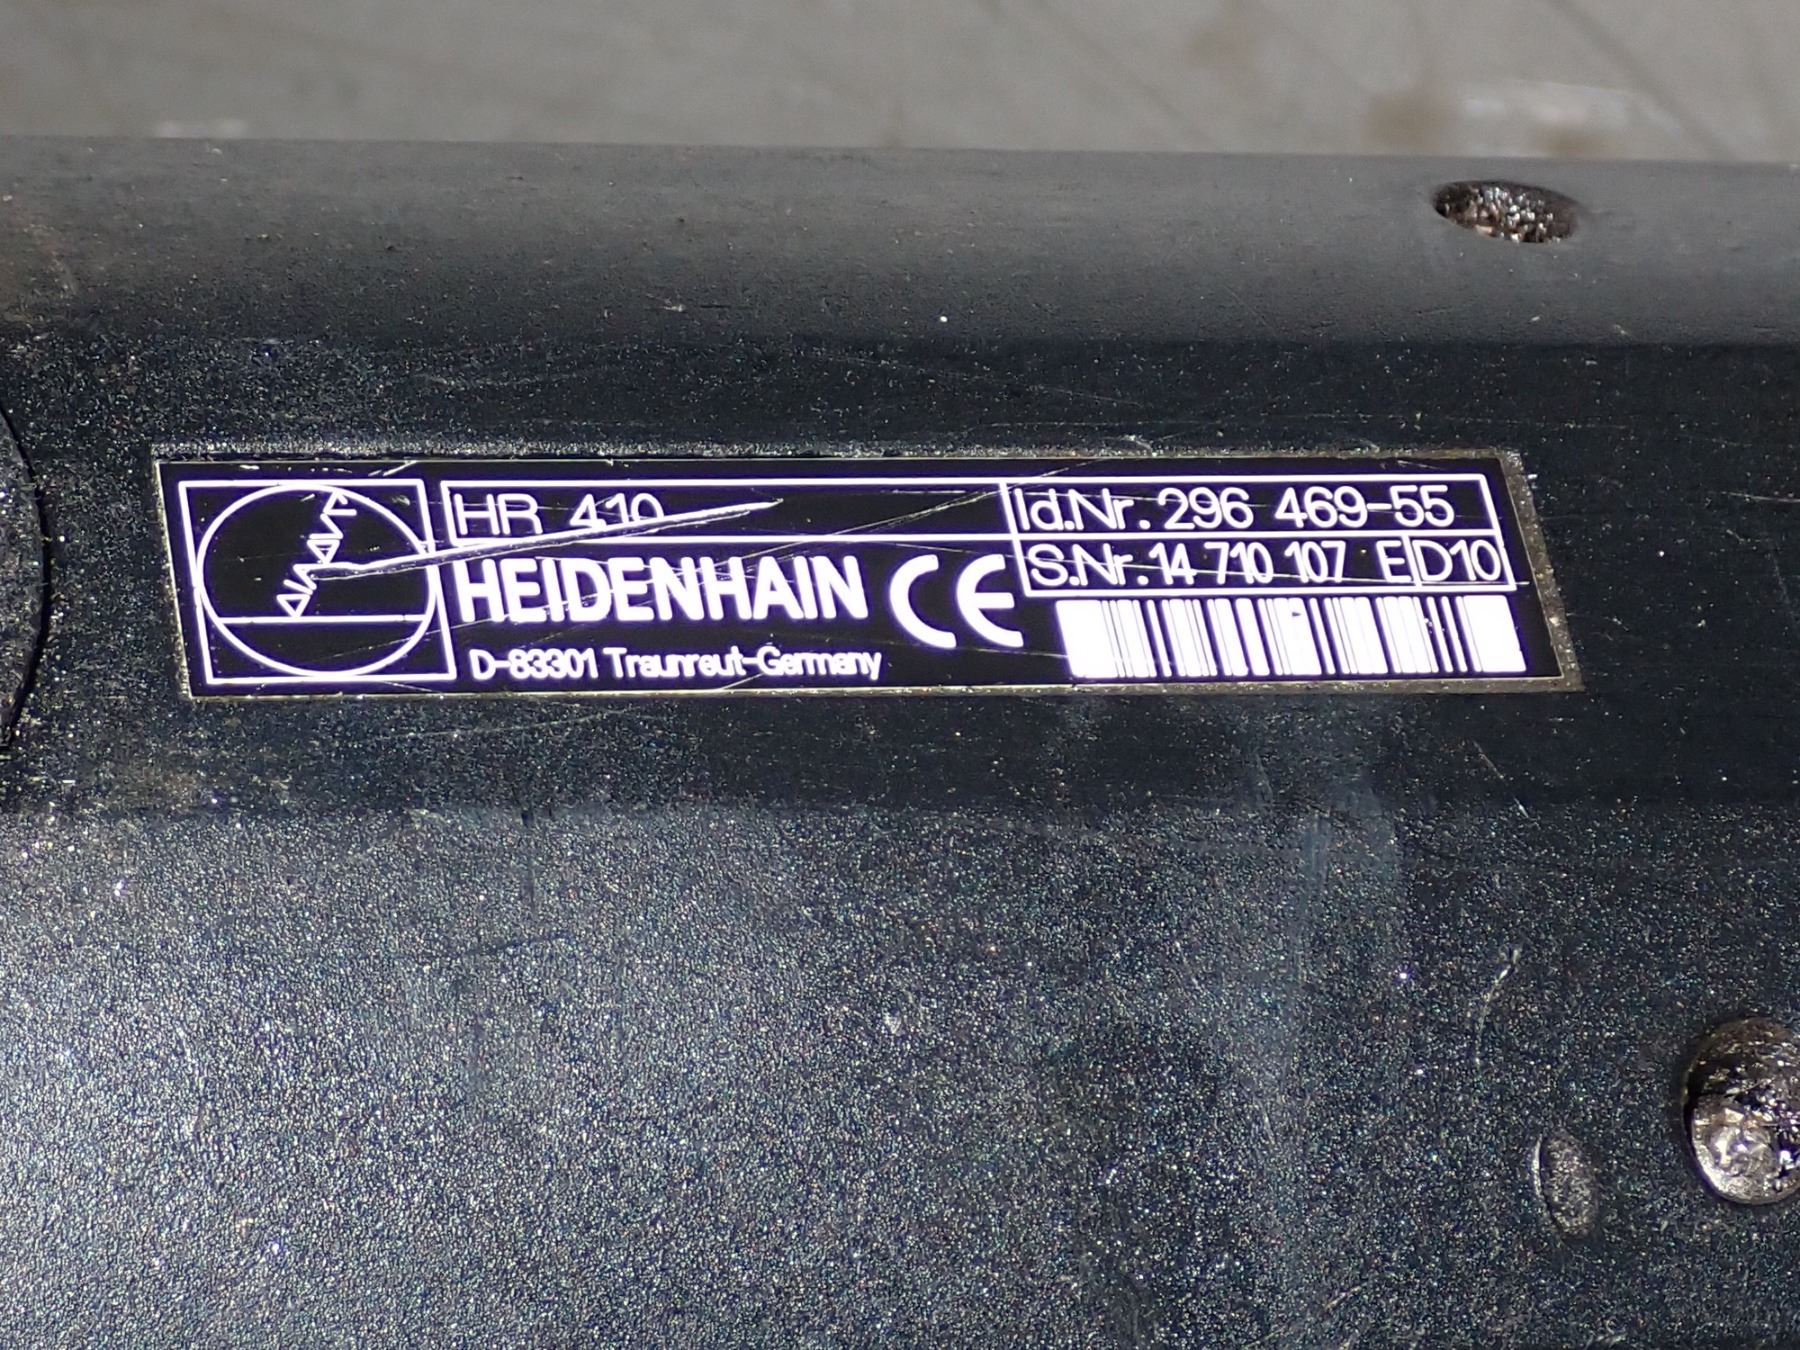 HR 410
Id.Nr. 296 469-55
S.Nr. 14 710 107 E D10
HEIDENHAIN CE
D-83301 Traunreut-Germany